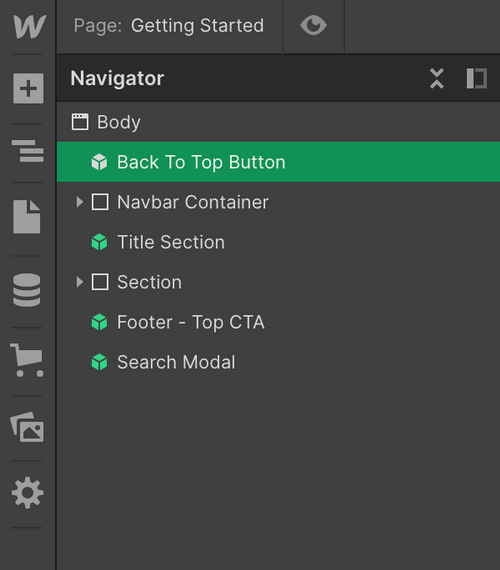 Page: Getting Started
Navigator
Body
Back To Top Button
Navbar Container
Title Section
Section
Footer - Top CTA
Search Modal